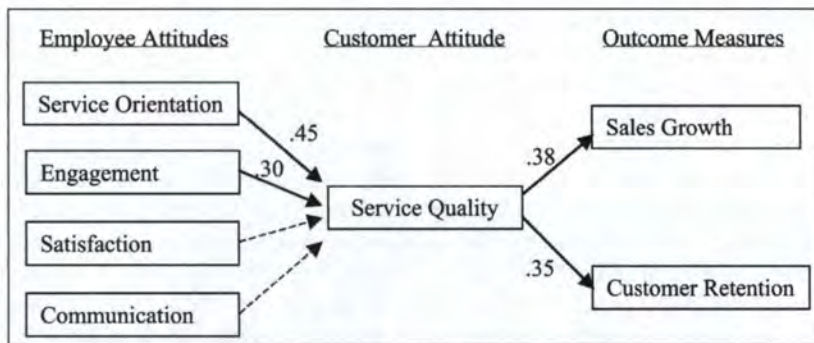 Employee Attitudes
Customer Attitude
Outcome Measures
Service Orientation
.45
Engagement
.30
Satisfaction
Communication
Service Quality
.38
Sales Growth
.35
Customer Retention